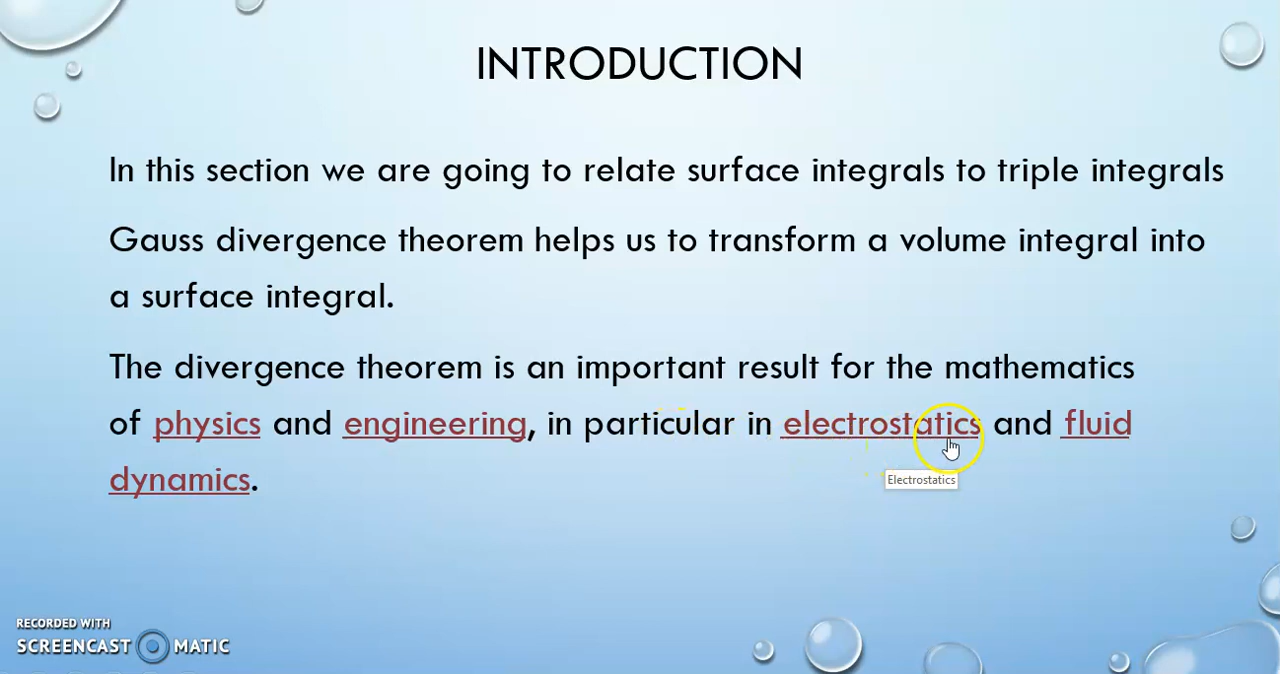 INTRODUCTION
In this section we are going to relate surface integrals to triple integrals
Gauss divergence theorem helps us to transform a volume integral into
a surface integral.
The divergence theorem is an important result for the mathematics
of physics and engineering, in particular in electrostatics and fluid
dynamics.
Electrostatics
RECORDED WITH
SCREENCAST MATIC